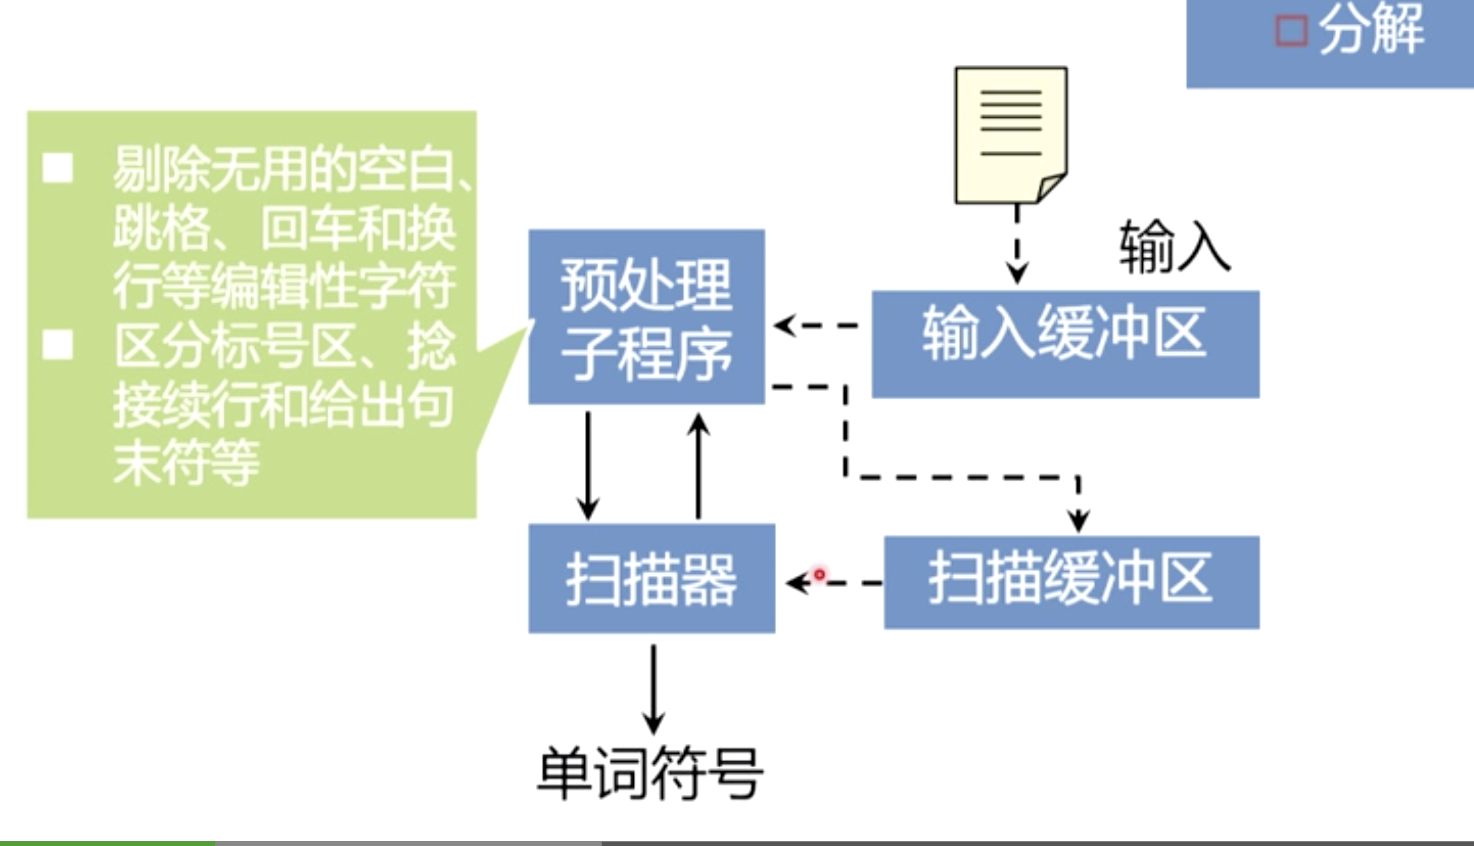 分解
剔除无用的空白、
跳格、回车和换
行等编辑性字符
区分标号区、捻
接续行和给出句
末符等
预处理
子程序
输入
输入缓冲区
扫描器
扫描缓冲区
单词符号